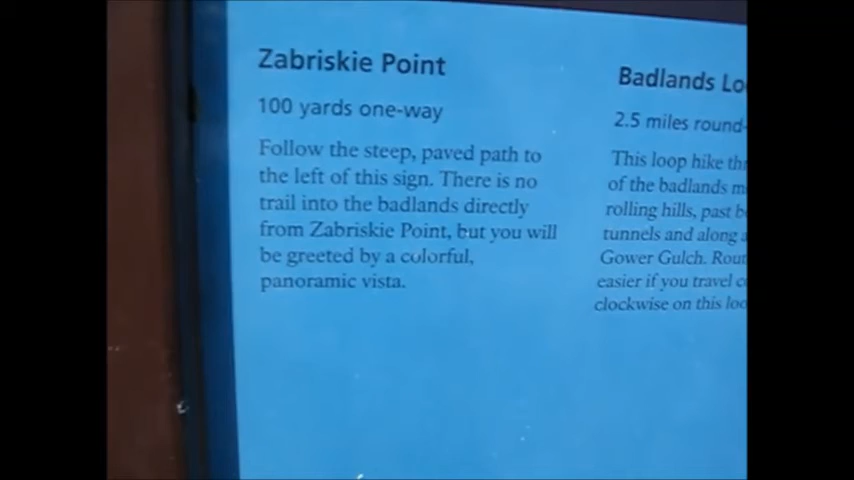 Zabriskie Point
100 yards one-way
Follow the steep, paved path to
the left of this sign. There is no
trail into the badlands directly
from Zabriskie Point, but you will
be greeted by a colorful,
panoramic vista.
Badlands
2.5 miles round-
This loop hike
of the badlands
rolling hills, past
tunnels and along
Gower Gulch.
easier if you travel
clockwise on this